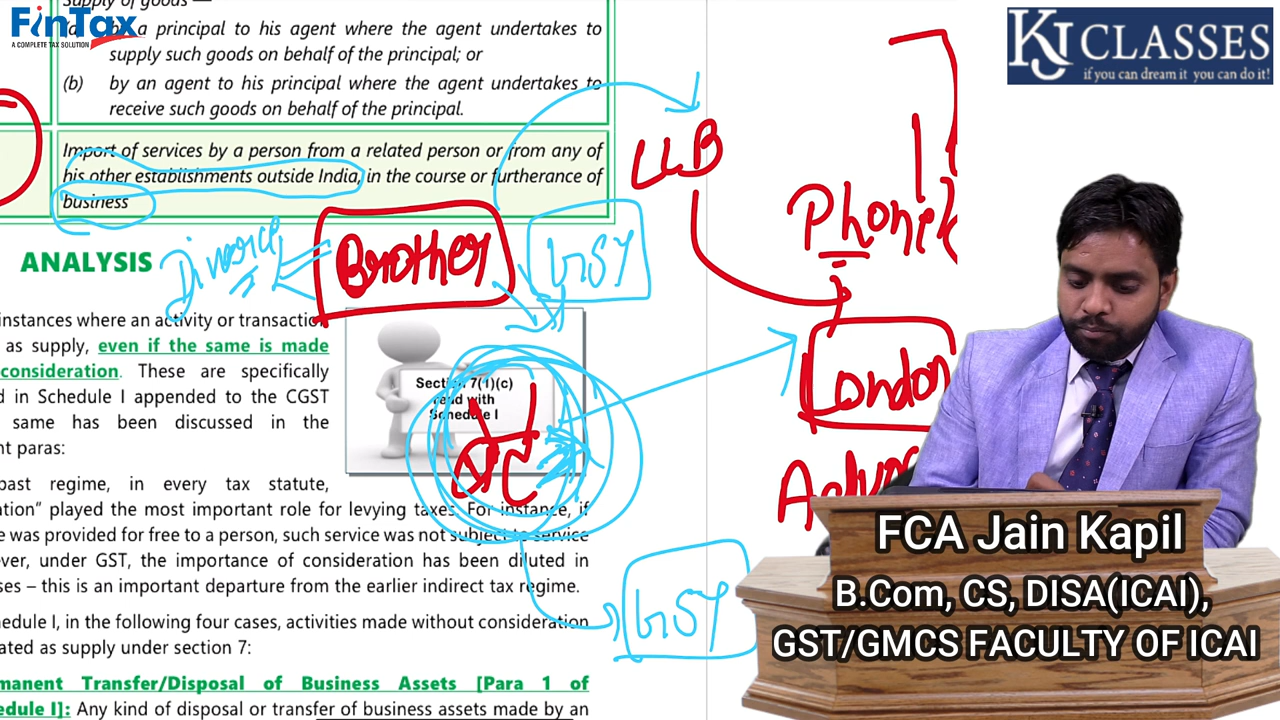 Supply of goods —
FinTax
A COMPLETE TAX SOLUTION
a principal to his agent where the agent undertakes to
supply such goods on behalf of the principal; or
(b) by an agent to his principal where the agent undertakes to
receive such goods on behalf of the principal.
Import of services by a person from a related person or from any of
his other establishments outside India, in the course or furtherance of
business
KJ CLASSES
if you can dream it you can do it!
LLB
Phone
Divorce
Brother
GST
ANALYSIS
London
instances where an activity or transaction
as supply, even if the same is made
consideration. These are specifically
d in Schedule I appended to the CGST
same has been discussed in the
nt paras:
Section 7(1)(c)
read with
Schedule I
past regime, in every tax statute,
ation" played the most important role for levying taxes. For instance, if
e was provided for free to a person, such service was not subject to service
ever, under GST, the importance of consideration has been diluted in
ses – this is an important departure from the earlier indirect tax regime.
GST
edule I, in the following four cases, activities made without consideration
ated as supply under section 7:
manent Transfer/Disposal of Business Assets [Para 1 of
edule I]: Any kind of disposal or transfer of business assets made by an
FCA Jain Kapil
B.Com, CS, DISA(ICAI),
GST/GMCS FACULTY OF ICAI